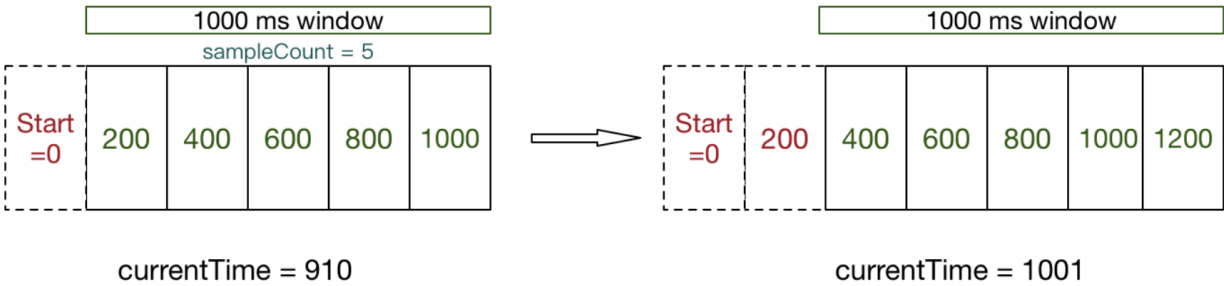 1000 ms window
sampleCount = 5
Start
=0
200
400
600
800
1000
currentTime = 910
1000 ms window
Start
=0
200
400
600
800
1000
1200
currentTime = 1001